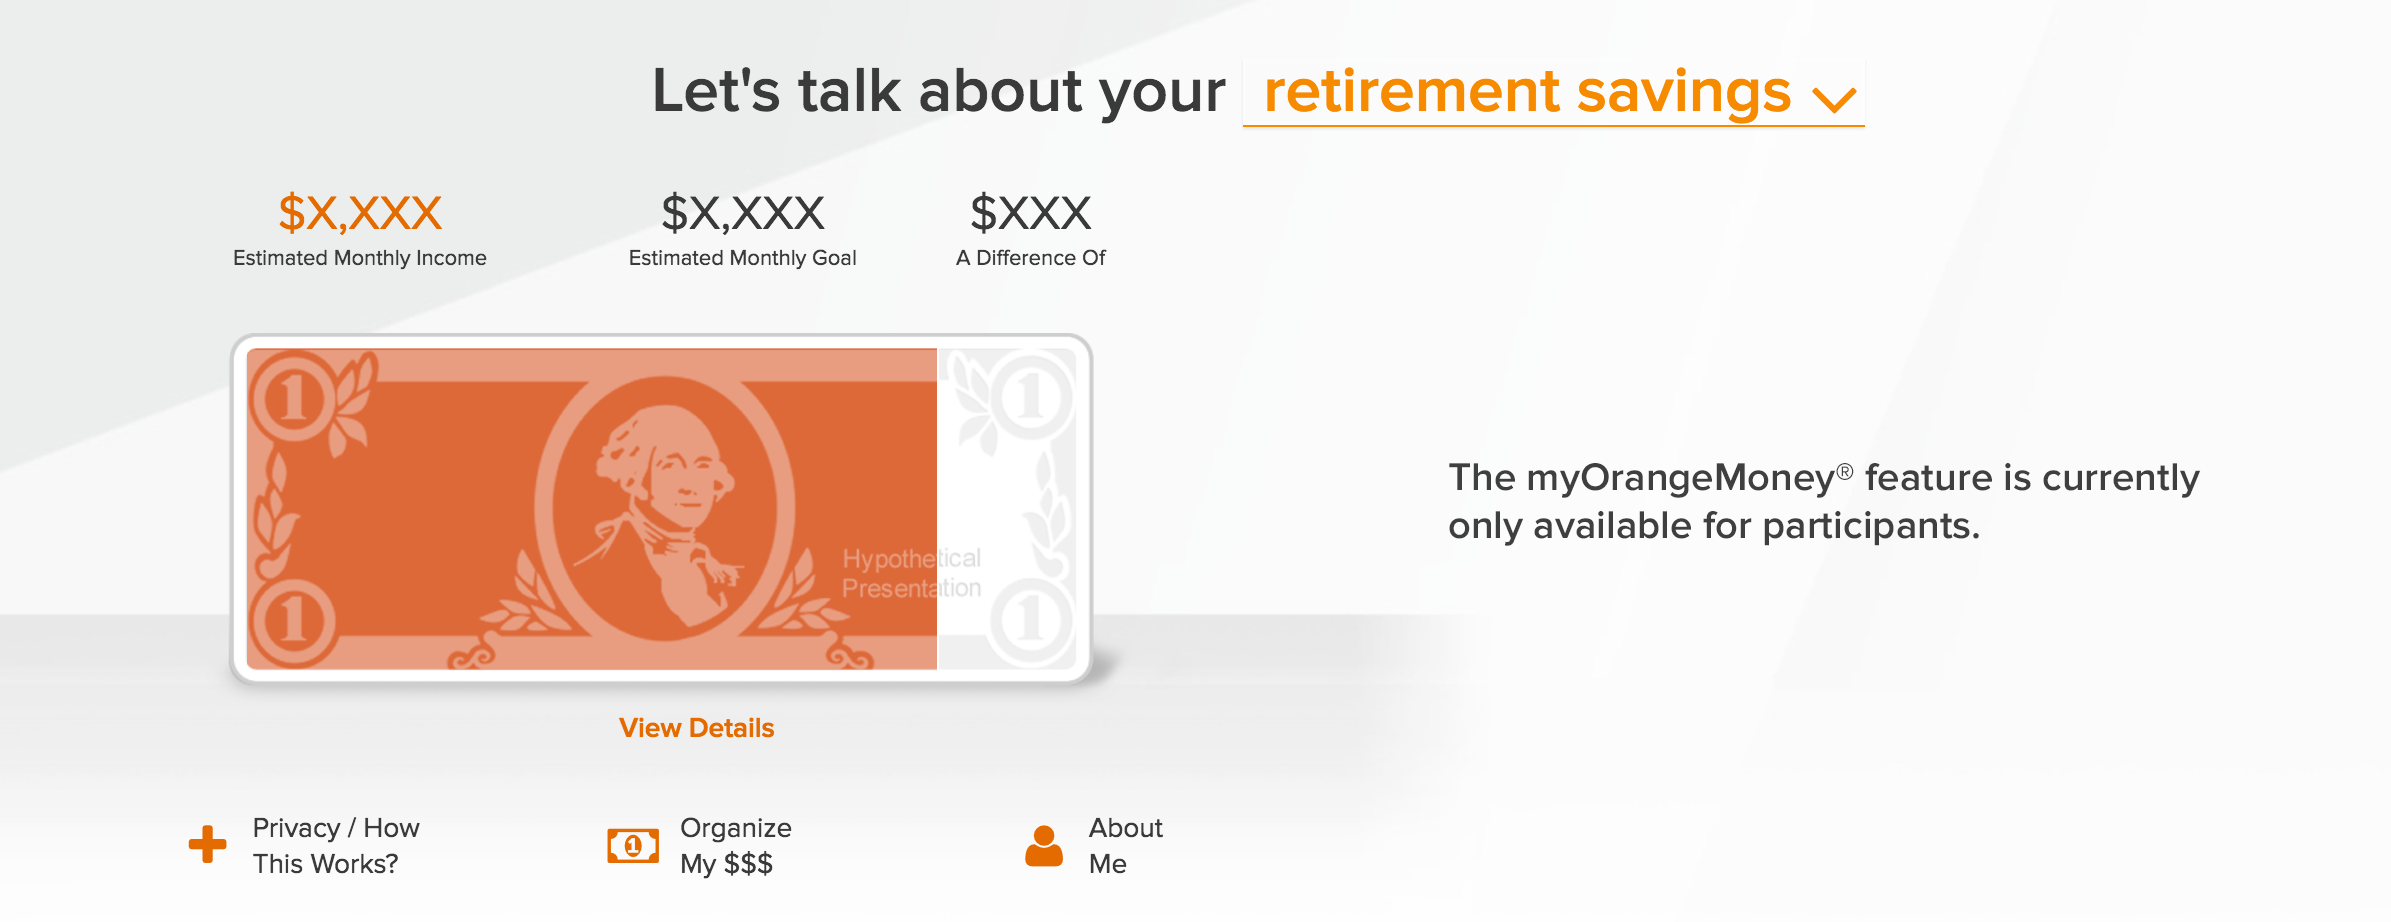 Let's talk about your retirement savings
$X,XXX
Estimated Monthly Income
$X,XXX
Estimated Monthly Goal
$XXX
A Difference Of
1
1
Hypothetical
Presentation
1
1
The myOrangeMoney® feature is currently
only available for participants.
View Details
Privacy / How
This Works?
1
Organize
My $$$
About
Me